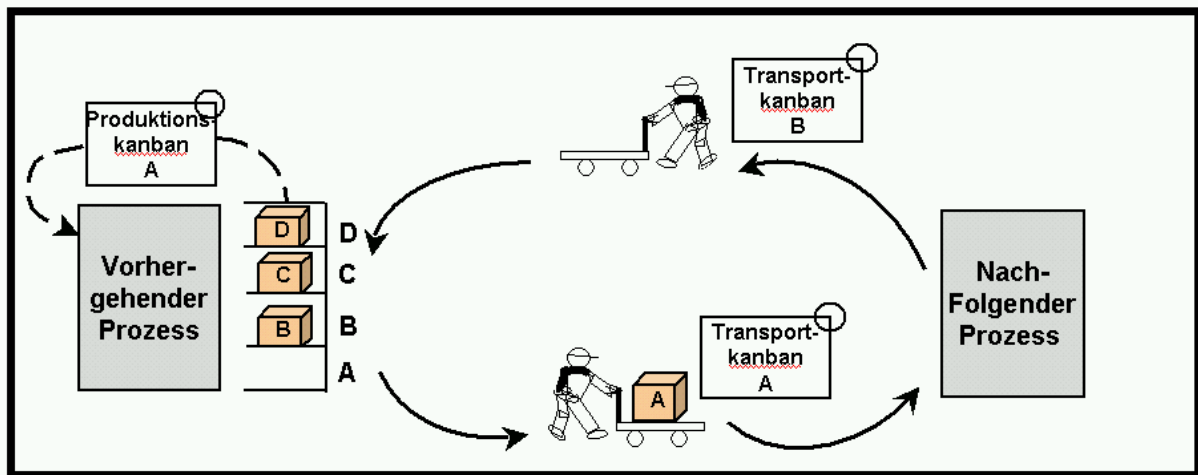 Produktions-
kanban
A
Transport-
kanban
B
Vorher-
gehender
Prozess
D
D
C
C
B
B
A
Nach-
Folgender
Prozess
A
Transport-
kanban
A